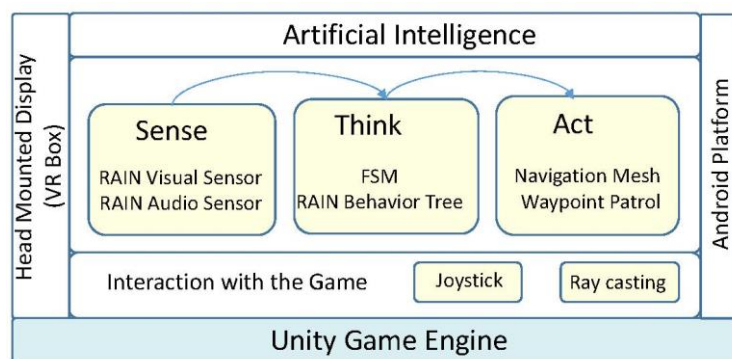 Artificial Intelligence
Head Mounted Display
(VR Box)
Sense
RAIN Visual Sensor
RAIN Audio Sensor
Think
FSM
RAIN Behavior Tree
Act
Navigation Mesh
Waypoint Patrol
Android Platform
Interaction with the Game
Joystick
Ray casting
Unity Game Engine